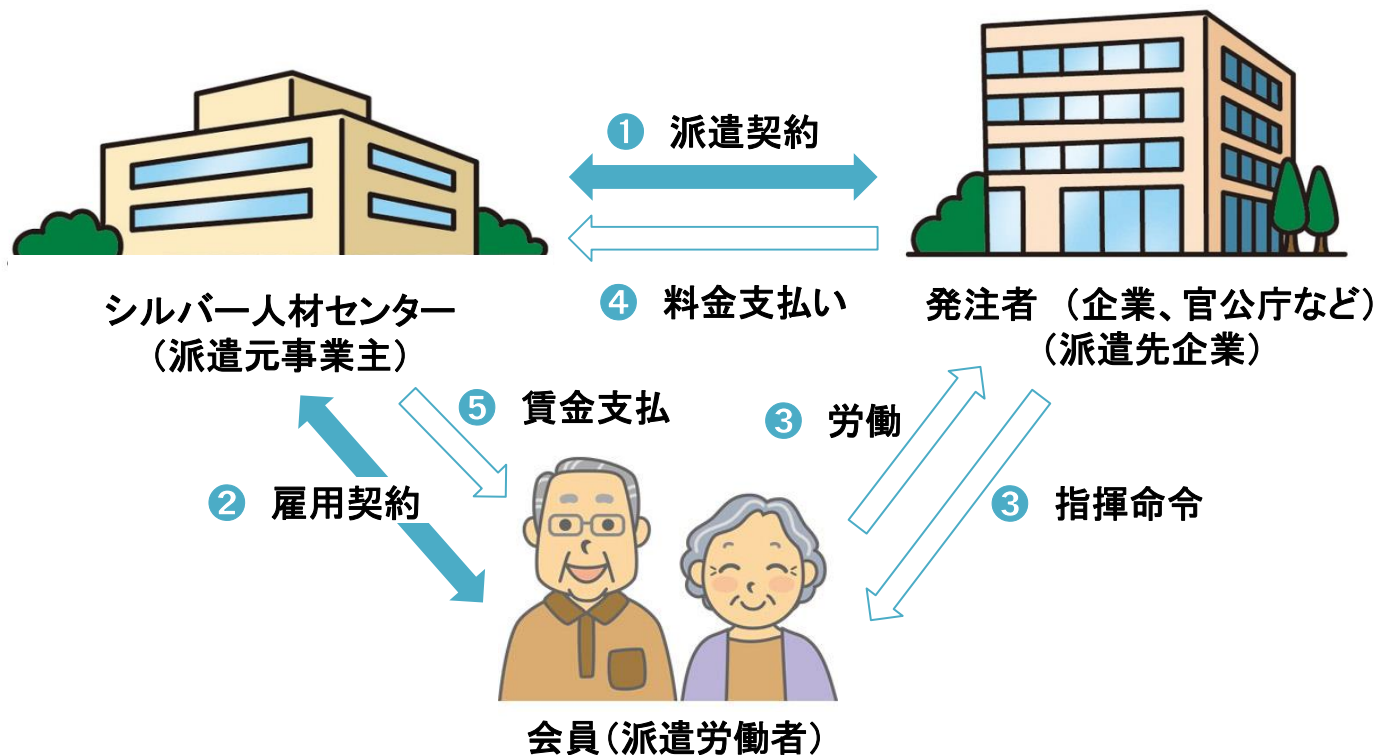 ❶ 派遣契約
❹ 料金支払い
シルバー人材センター
（派遣元事業主）
発注者 （企業、官公庁など）
（派遣先企業）
❺ 賃金支払
❸ 労働
❷ 雇用契約
❸ 指揮命令
会員（派遣労働者）